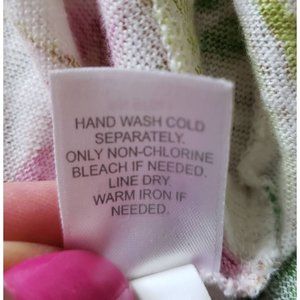 HAND WASH COLD
SEPARATELY.
ONLY NON-CHLORINE
BLEACH IF NEEDED.
LINE DRY.
WARM IRON IF
NEEDED.